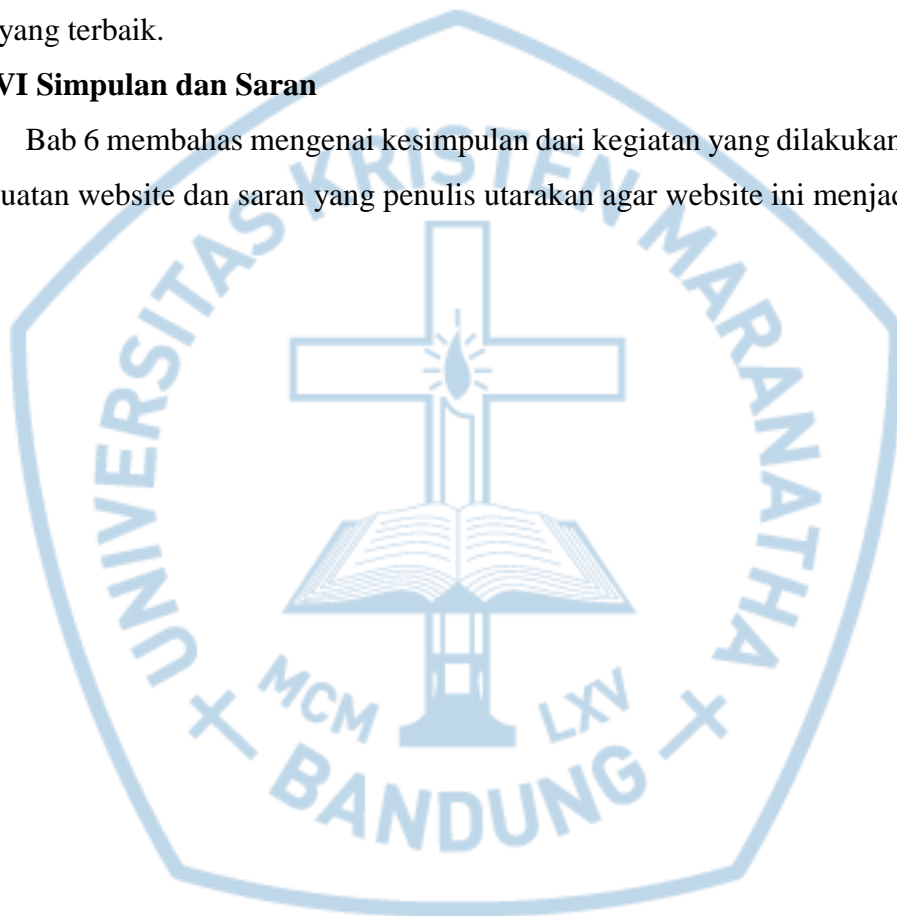 yang terbaik.
VI Simpulan dan Saran
Bab 6 membahas mengenai kesimpulan dari kegiatan yang dilakukan
uatan website dan saran yang penulis utarakan agar website ini menjad
UNIVERSITAS KRISTEN MARANATHA
MCM LXV
BANDUNG